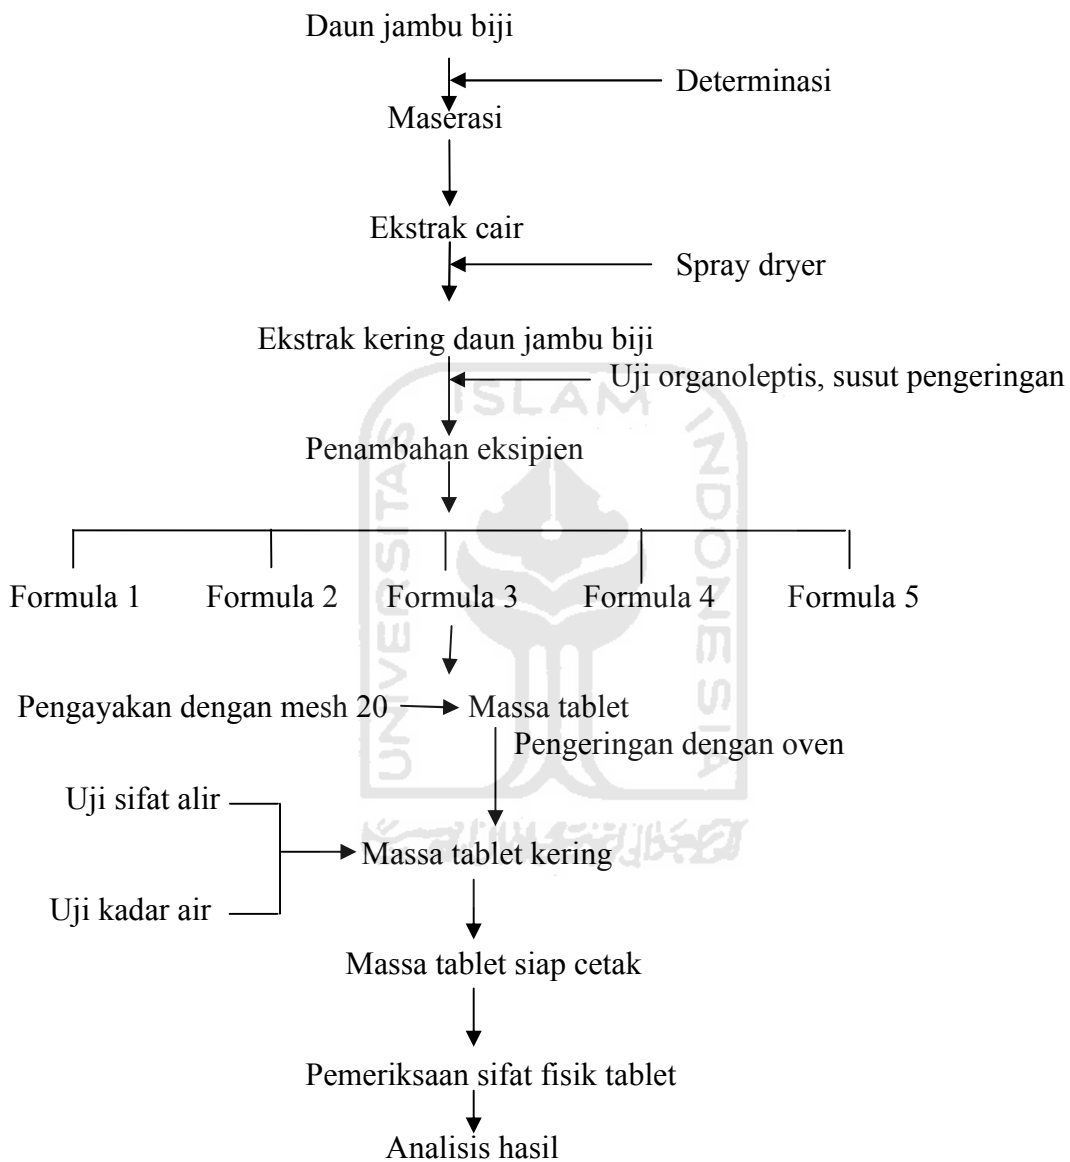 Daun jambu biji
Determinasi
Maserasi
Ekstrak cair
Spray dryer
Ekstrak kering daun jambu biji
Uji organoleptis, susut pengeringan
Penambahan eksipien
Formula 1
Formula 2
Formula 3
Formula 4
Formula 5
Pengayakan dengan mesh 20
Massa tablet
Pengeringan dengan oven
Uji sifat alir
Massa tablet kering
Uji kadar air
Massa tablet siap cetak
Pemeriksaan sifat fisik tablet
Analisis hasil
UNIVERSITAS
ISLAM
INDONESIA